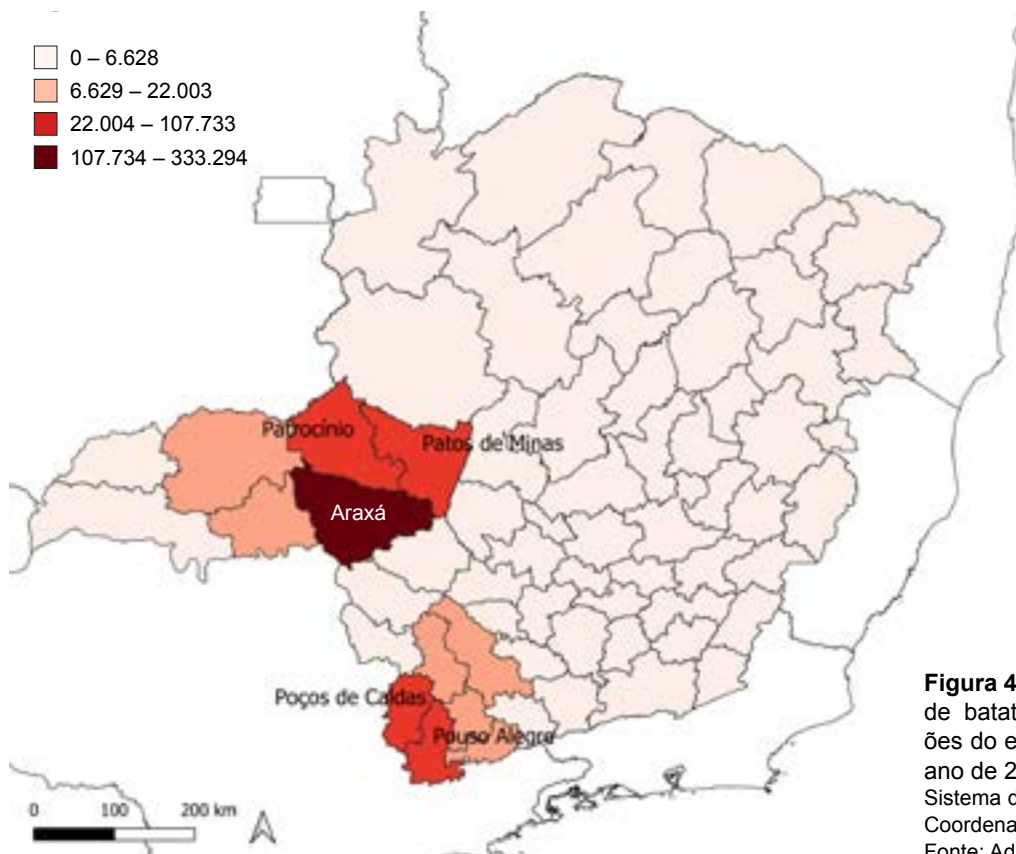 0 – 6.628
6.629 – 22.003
22.004 – 107.733
107.734 – 333.294
Patrocínio
Patos de Minas
Araxá
Poços de Caldas
Pouso Alegre
0 100 200 km
Figura 4
de batat
ões do e
ano de 2
Sistema d
Coordena
Fonte: Ad